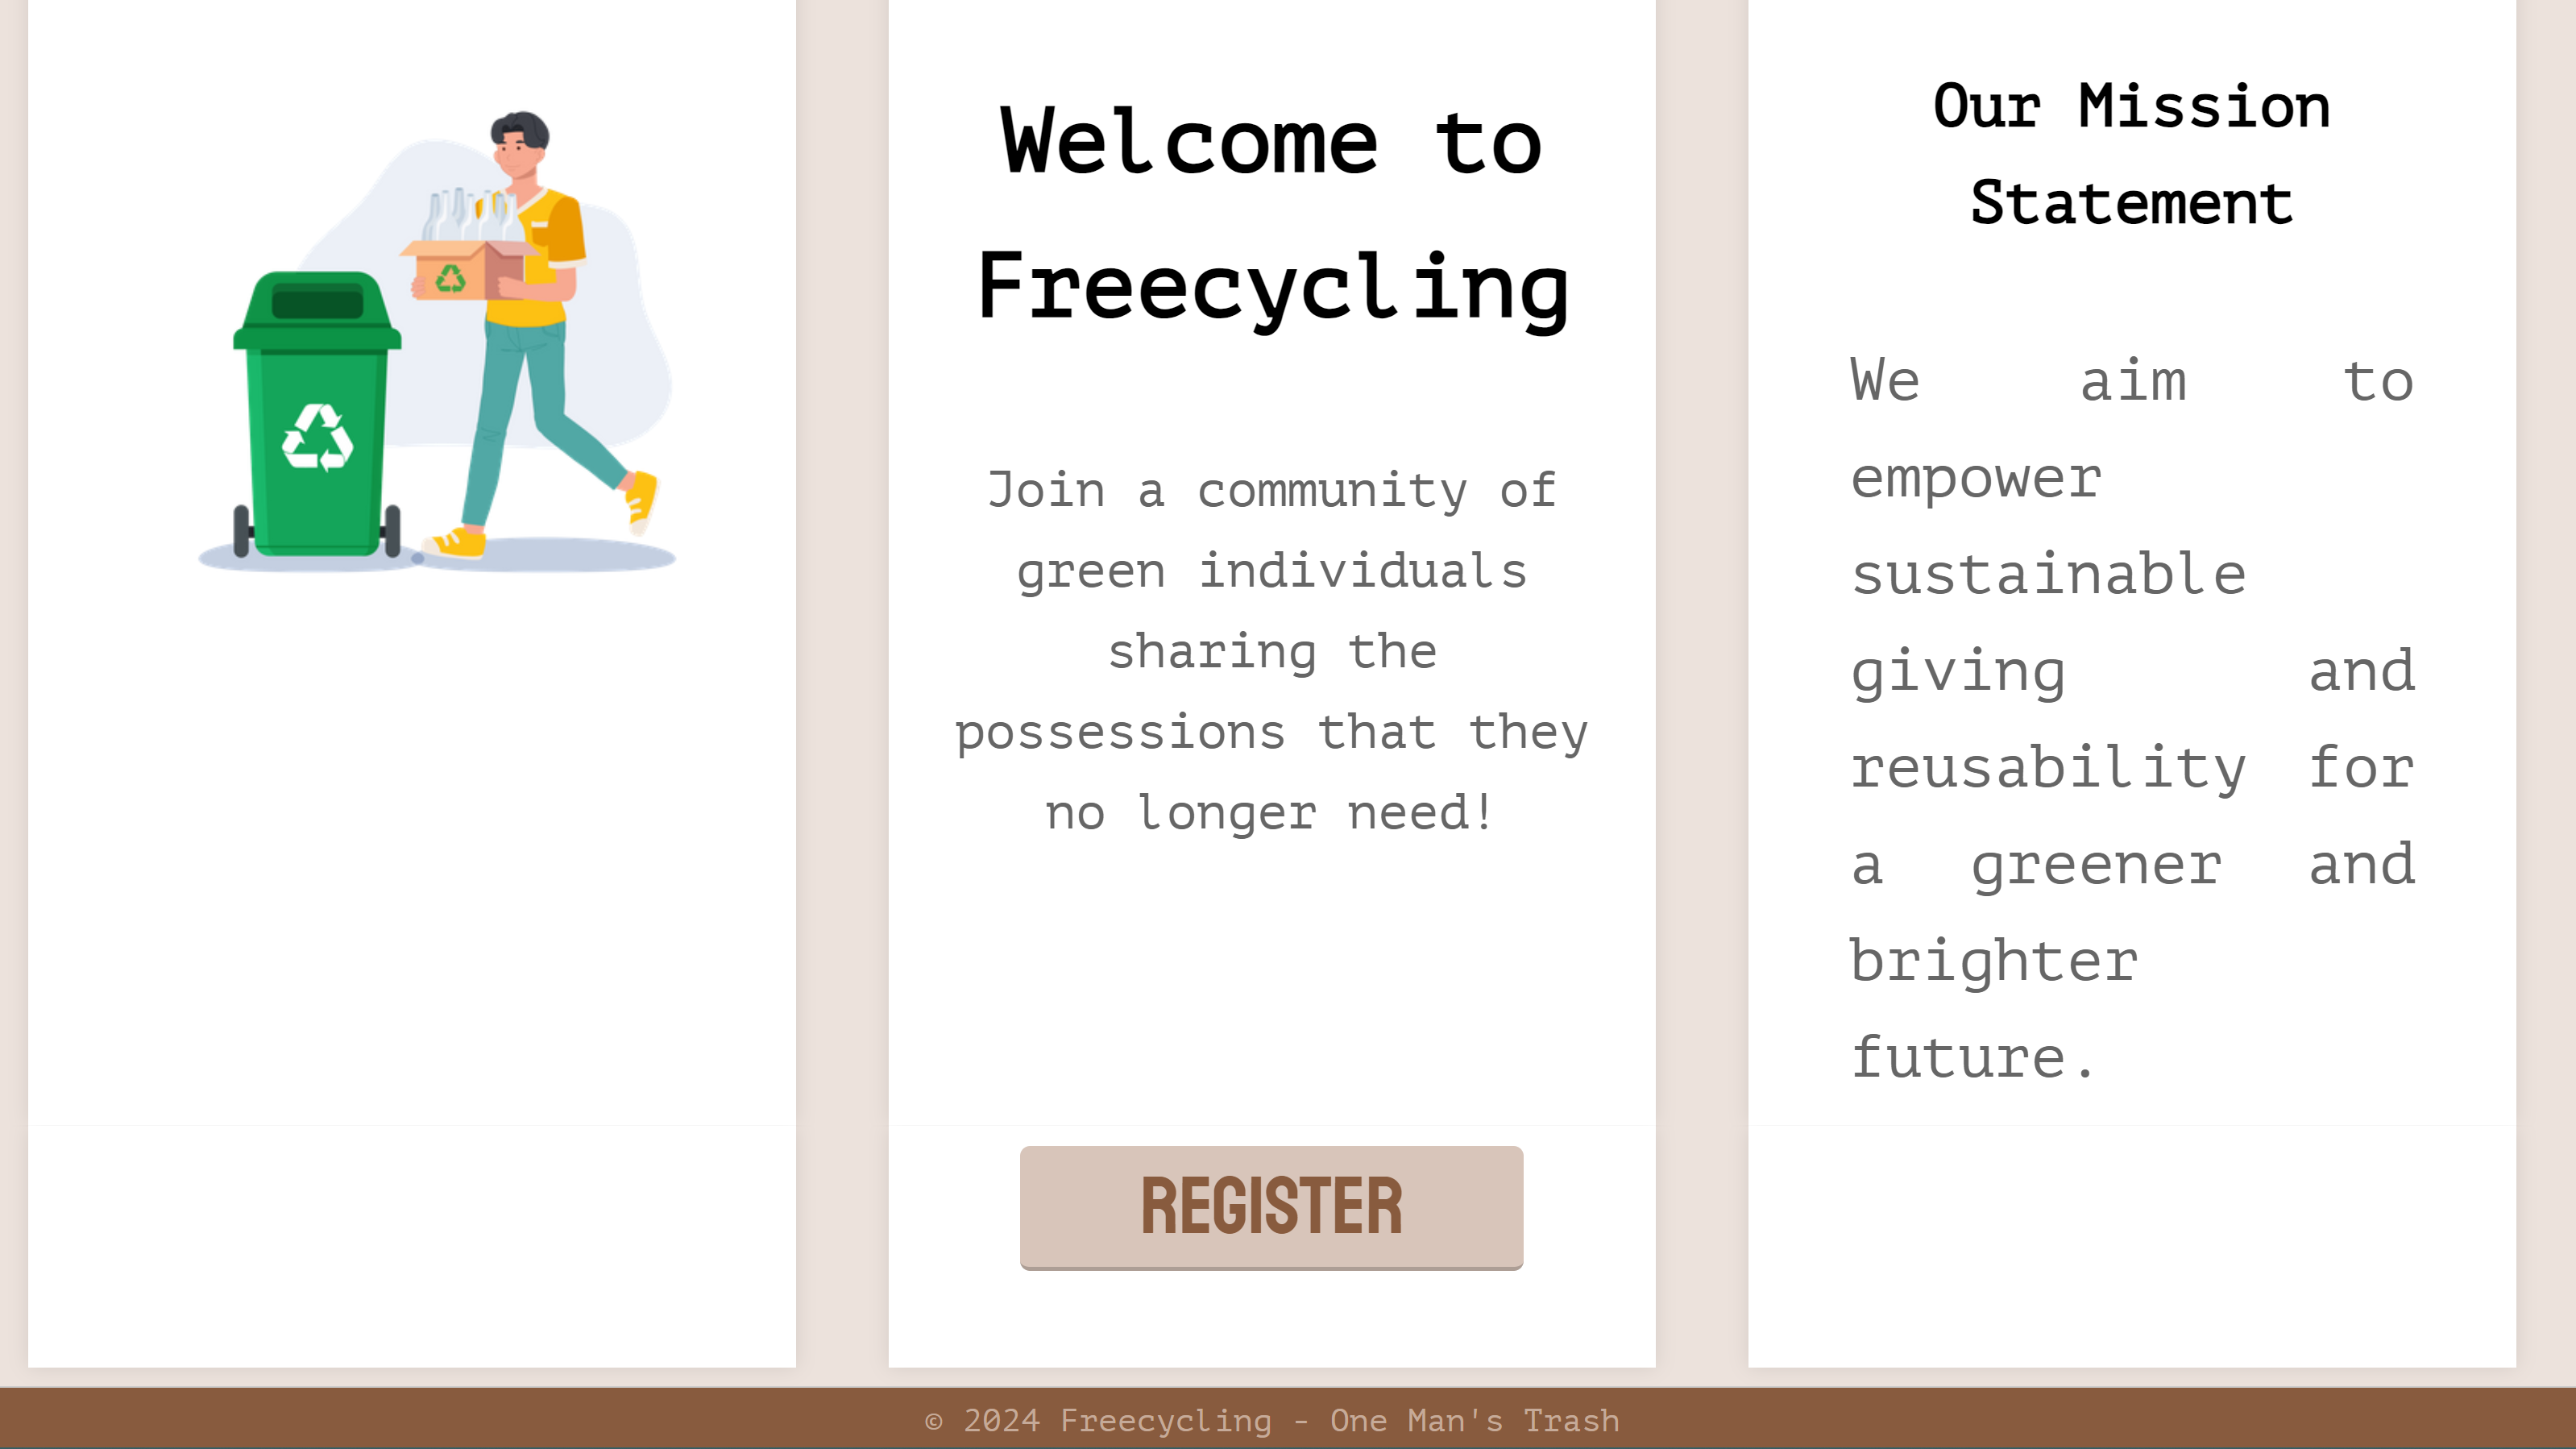 Welcome to
Freecycling
Join a community of
green individuals
sharing the
possessions that they
no longer need!
REGISTER
Our Mission
Statement
We aim to
empower
sustainable
giving and
reusability for
a greener and
brighter
future.
© 2024 Freecycling - One Man's Trash